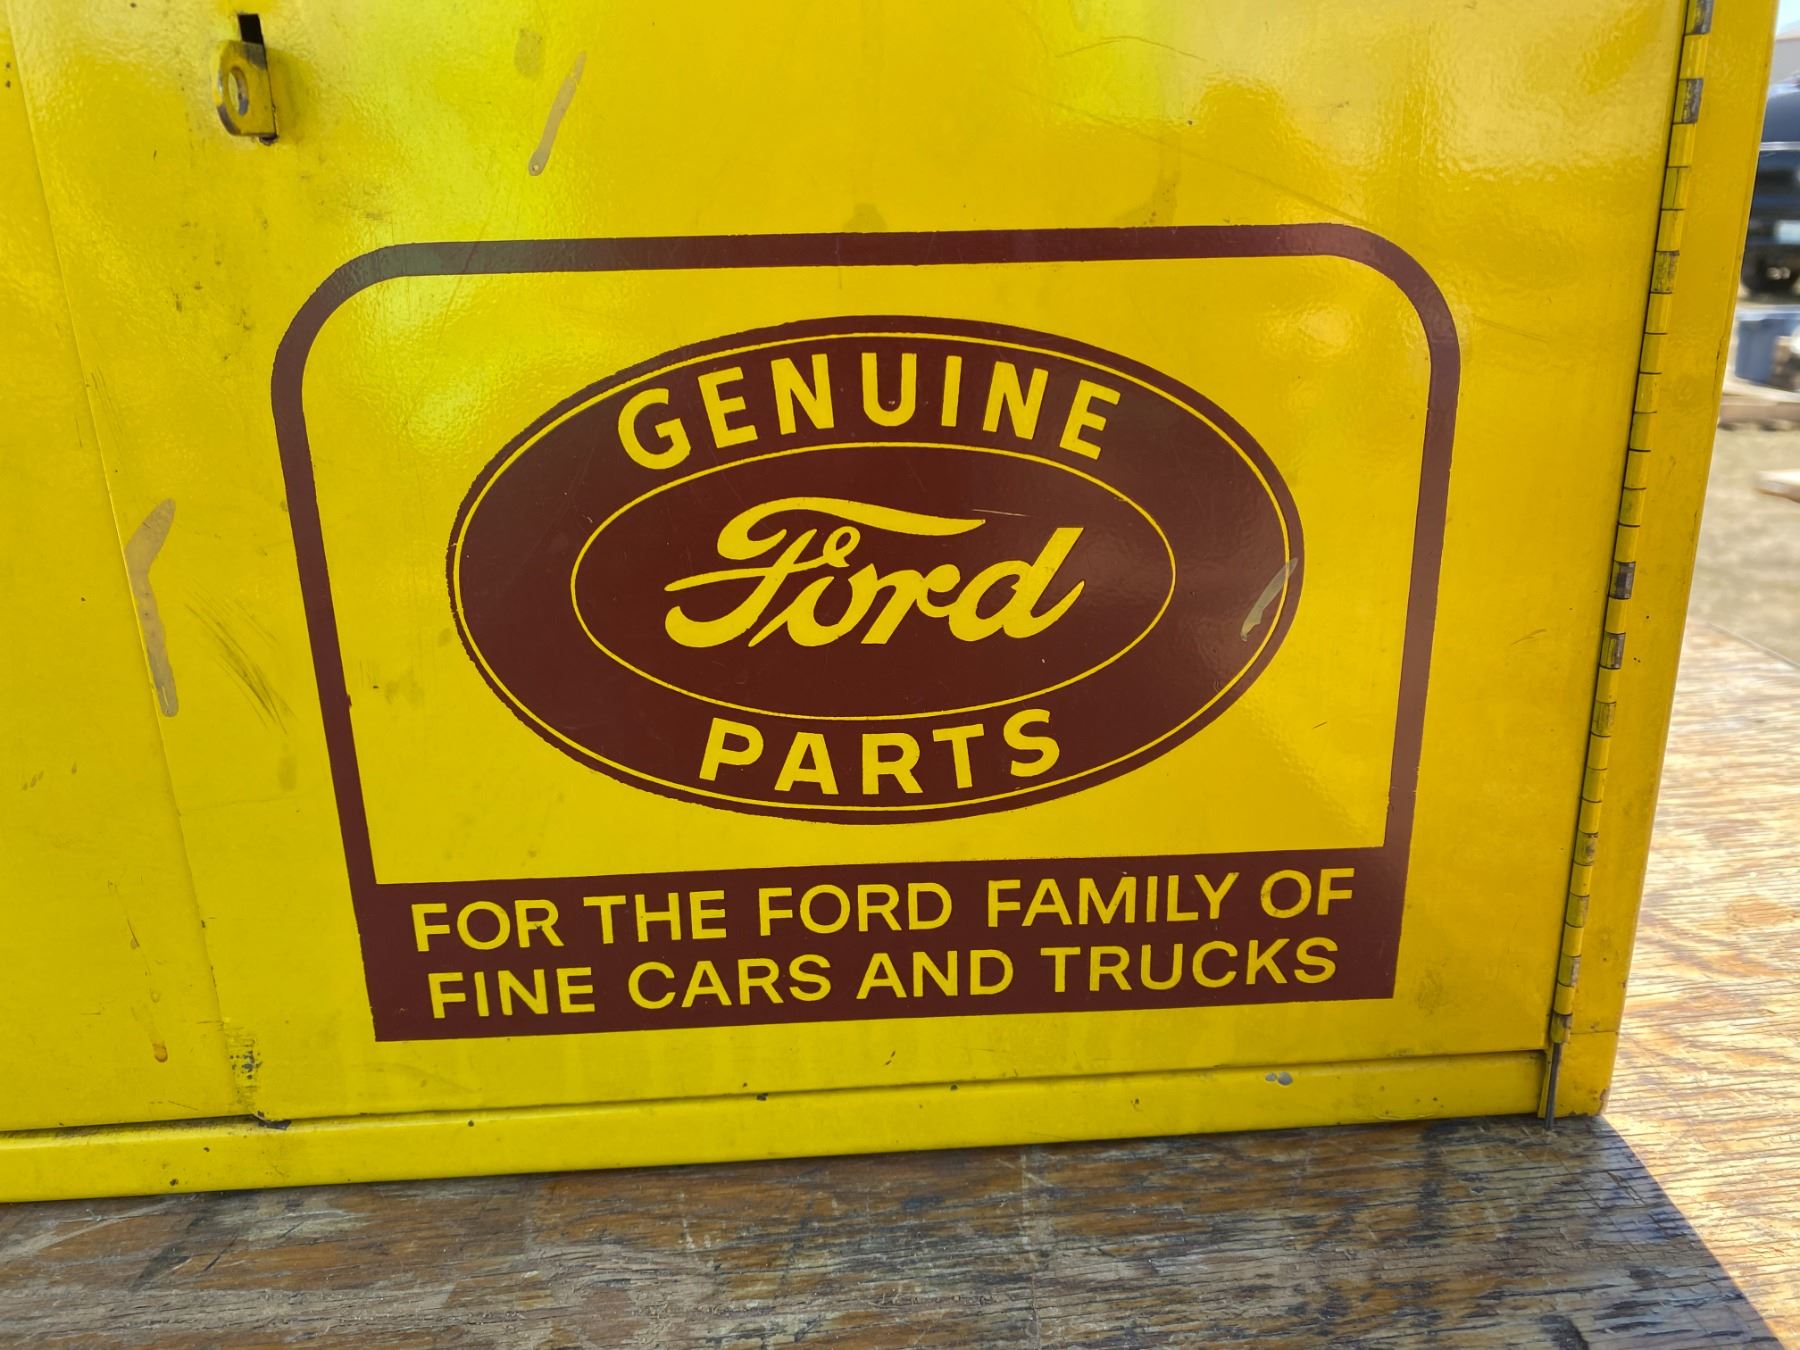 GENUINE
Ford
PARTS
FOR THE FORD FAMILY OF
FINE CARS AND TRUCKS